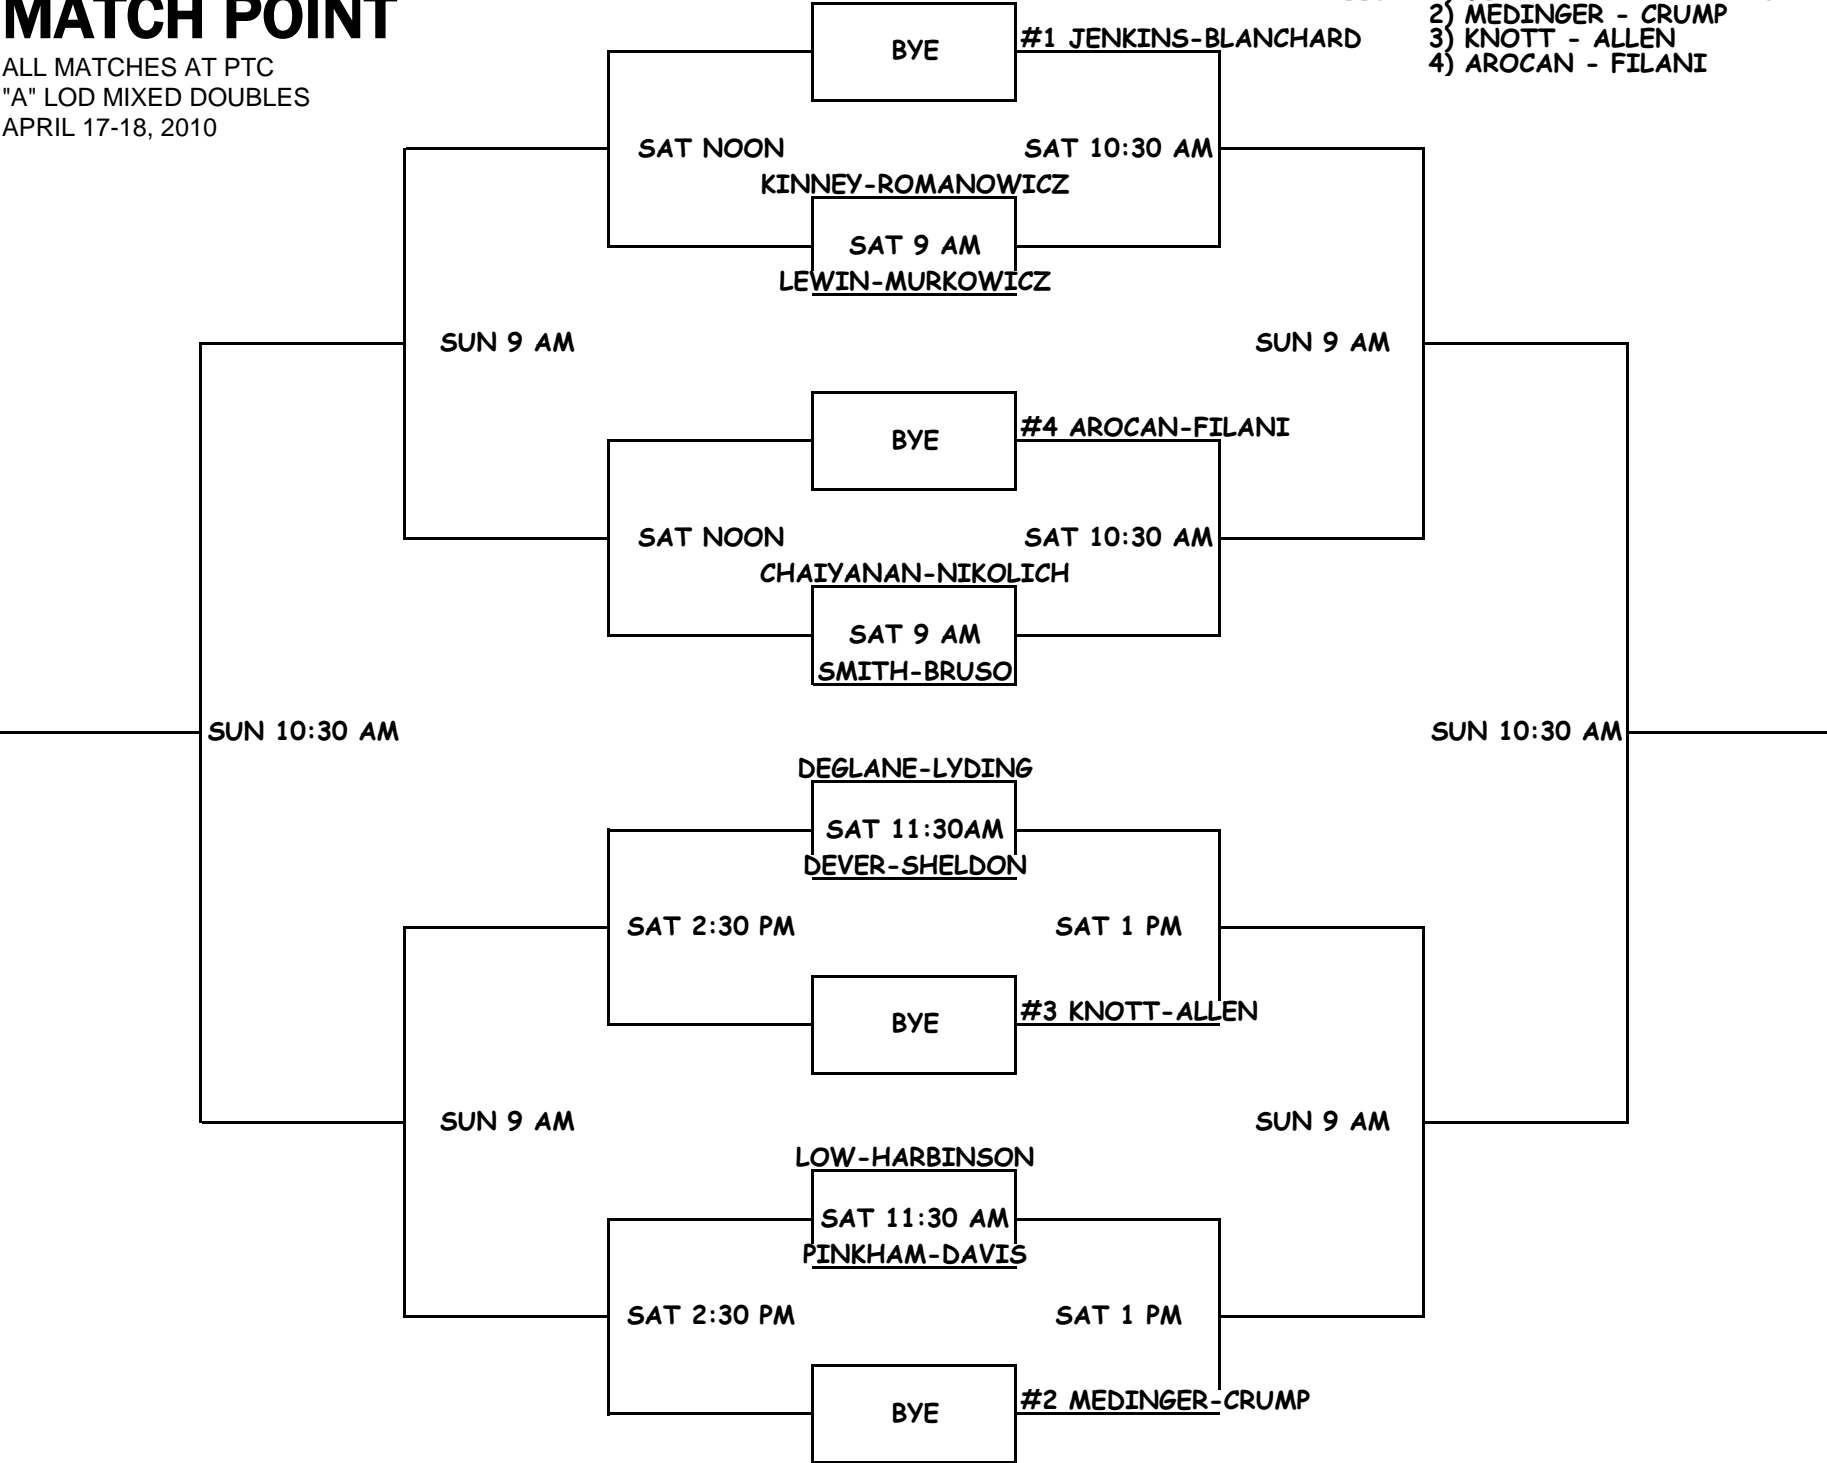 MATCH POINT
ALL MATCHES AT PTC
"A" LOD MIXED DOUBLES
APRIL 17-18, 2010
2) MEDINGER - CRUMP
3) KNOTT - ALLEN
4) AROCAN - FILANI
BYE
#1 JENKINS-BLANCHARD
SAT NOON
SAT 10:30 AM
KINNEY-ROMANOWICZ
SAT 9 AM
LEWIN-MURKOWICZ
SUN 9 AM
SUN 9 AM
BYE
#4 AROCAN-FILANI
SAT NOON
SAT 10:30 AM
CHAIYANAN-NIKOLICH
SAT 9 AM
SMITH-BRUSO
SUN 10:30 AM
SUN 10:30 AM
DEGLANE-LYDING
SAT 11:30AM
DEVER-SHELDON
SAT 2:30 PM
SAT 1 PM
BYE
#3 KNOTT-ALLEN
SUN 9 AM
SUN 9 AM
LOW-HARBINSON
SAT 11:30 AM
PINKHAM-DAVIS
SAT 2:30 PM
SAT 1 PM
BYE
#2 MEDINGER-CRUMP